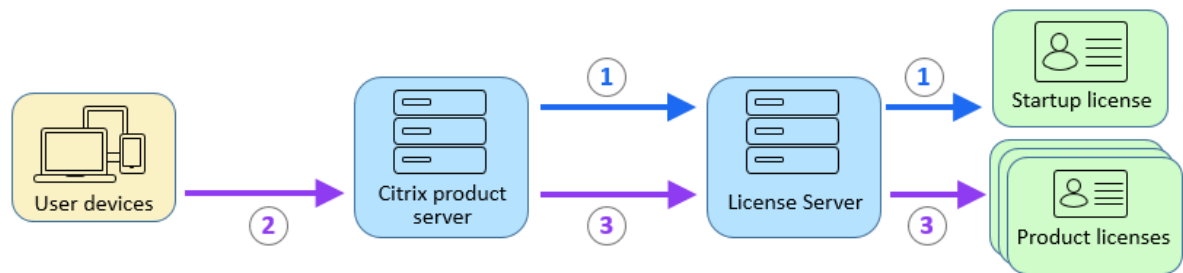 1
1
Startup license
User devices
2
Citrix product
server
3
License Server
3
Product licenses